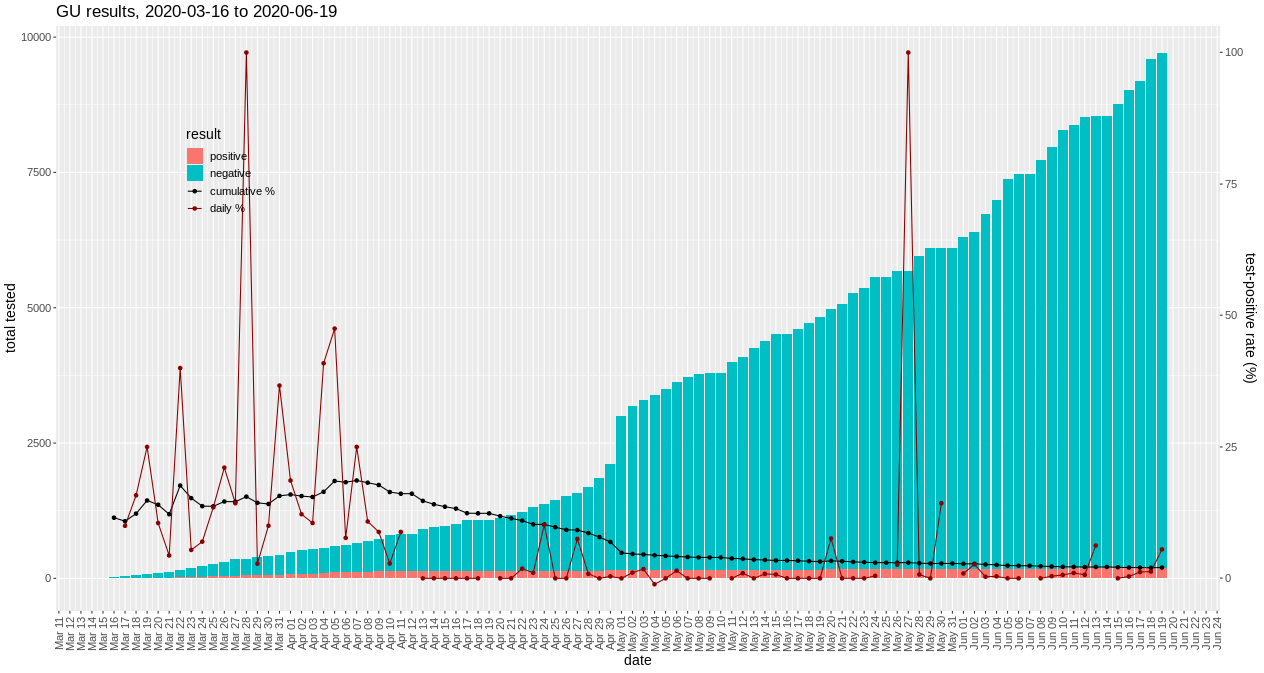 GU results, 2020-03-16 to 2020-06-19
10000
7500
5000
2500
0
total tested
result
positive
negative
cumulative %
daily %
100
75
50
25
0
test-positive rate (%)
Mar 11
Mar 12
Mar 13
Mar 14
Mar 15
Mar 16
Mar 17
Mar 18
Mar 19
Mar 20
Mar 21
Mar 22
Mar 23
Mar 24
Mar 25
Mar 26
Mar 27
Mar 28
Mar 29
Mar 30
Mar 31
Apr 01
Apr 02
Apr 03
Apr 04
Apr 05
Apr 06
Apr 07
Apr 08
Apr 09
Apr 10
Apr 11
Apr 12
Apr 13
Apr 14
Apr 15
Apr 16
Apr 17
Apr 18
Apr 19
Apr 20
Apr 21
Apr 22
Apr 23
Apr 24
Apr 25
Apr 26
Apr 27
Apr 28
Apr 29
Apr 30
May 01
May 02
May 03
May 04
May 05
May 06
May 07
May 08
May 09
May 10
May 11
May 12
May 13
May 14
May 15
May 16
May 17
May 18
May 19
May 20
May 21
May 22
May 23
May 24
May 25
May 26
May 27
May 28
May 29
May 30
May 31
Jun 01
Jun 02
Jun 03
Jun 04
Jun 05
Jun 06
Jun 07
Jun 08
Jun 09
Jun 10
Jun 11
Jun 12
Jun 13
Jun 14
Jun 15
Jun 16
Jun 17
Jun 18
Jun 19
Jun 20
Jun 21
Jun 22
Jun 23
Jun 24
date